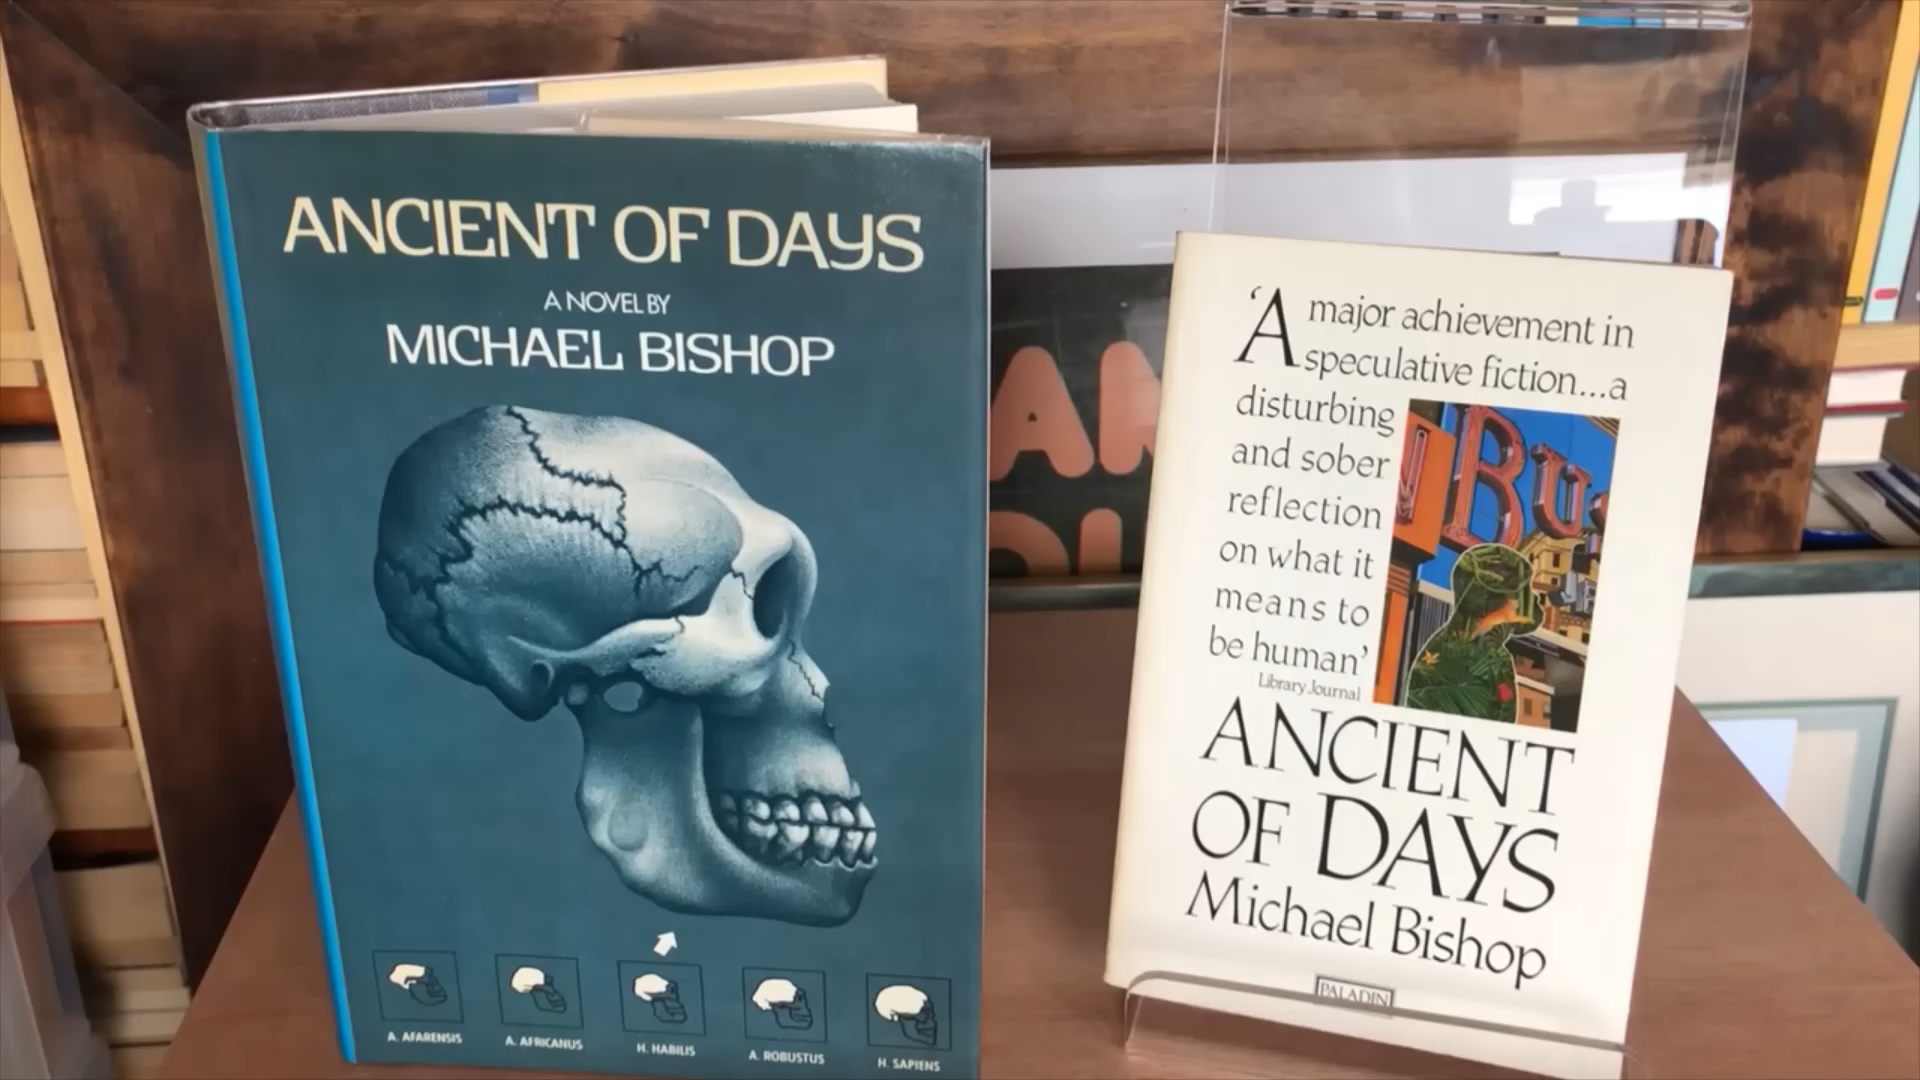 ANCIENT OF DAYS
A NOVEL BY
MICHAEL BISHOP
A. AFARENSIS
A. AFRICANUS
H. HABILIS
A. ROBUSTUS
H. SAPIENS
‘A major achievement in
speculative fiction...a
disturbing
and sober
reflection
on what it
means to
be human’
Library Journal
ANCIENT
OF DAYS
Michael Bishop
PALADIN